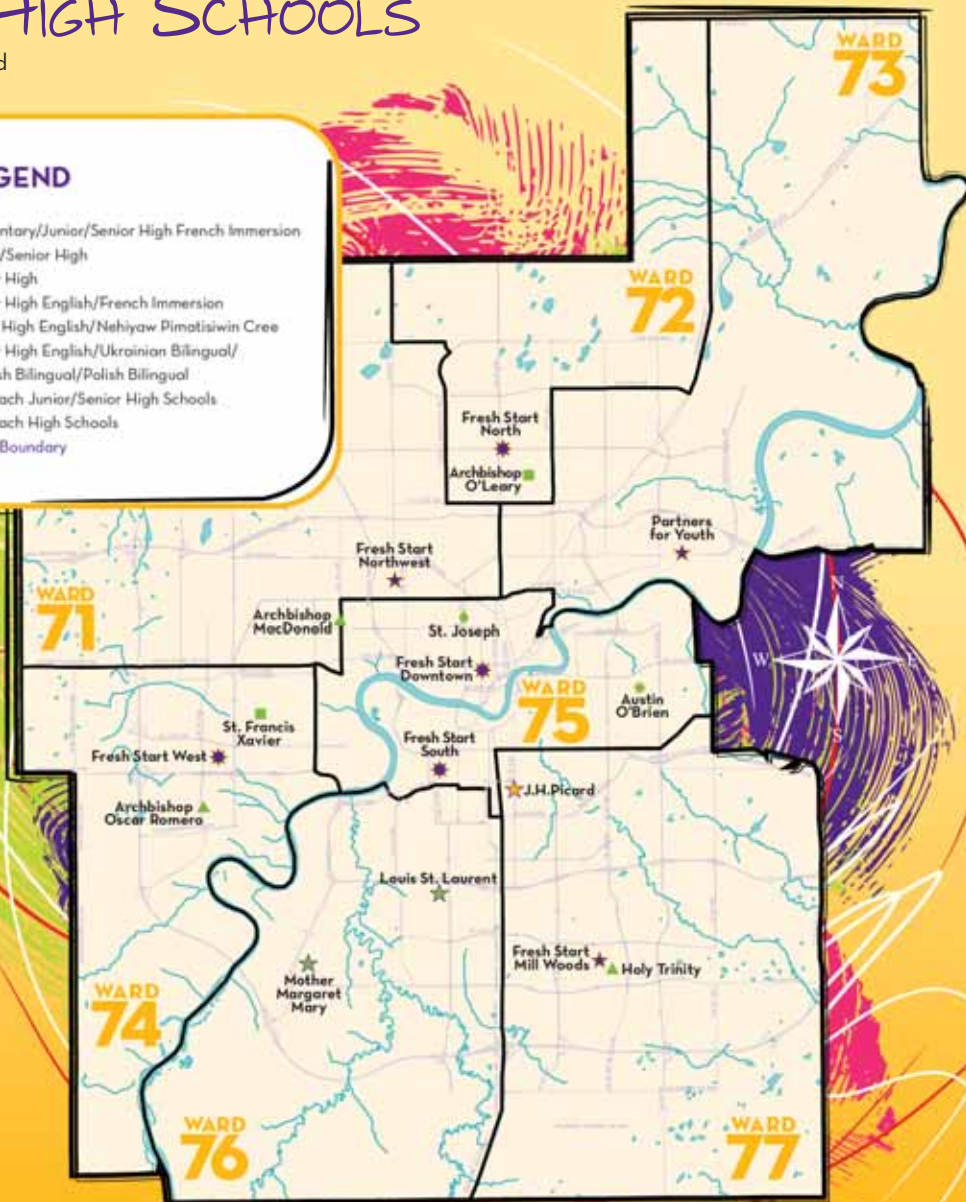 HIGH SCHOOLS
d
GEND
ntary/Junior/Senior High French Immersion
/Senior High
High
High English/French Immersion
High English/Nehiyaw Pimatisiwin Cree
High English/Ukrainian Bilingual/
sh Bilingual/Polish Bilingual
each Junior/Senior High Schools
each High Schools
Boundary
WARD
73
WARD
72
Fresh Start
North
Archbishop
O'Leary
Partners
for Youth
Fresh Start
Northwest
WARD
71
Archbishop
MacDonald
St. Joseph
Fresh Start
Downtown
WARD
75
Austin
O'Brien
N
W
E
S
St. Francis
Xavier
Fresh Start West
Fresh Start
South
J.H.Picard
Archbishop
Oscar Romero
Louis St. Laurent
Fresh Start
Mill Woods
Holy Trinity
Mother
Margaret
Mary
WARD
74
WARD
76
WARD
77